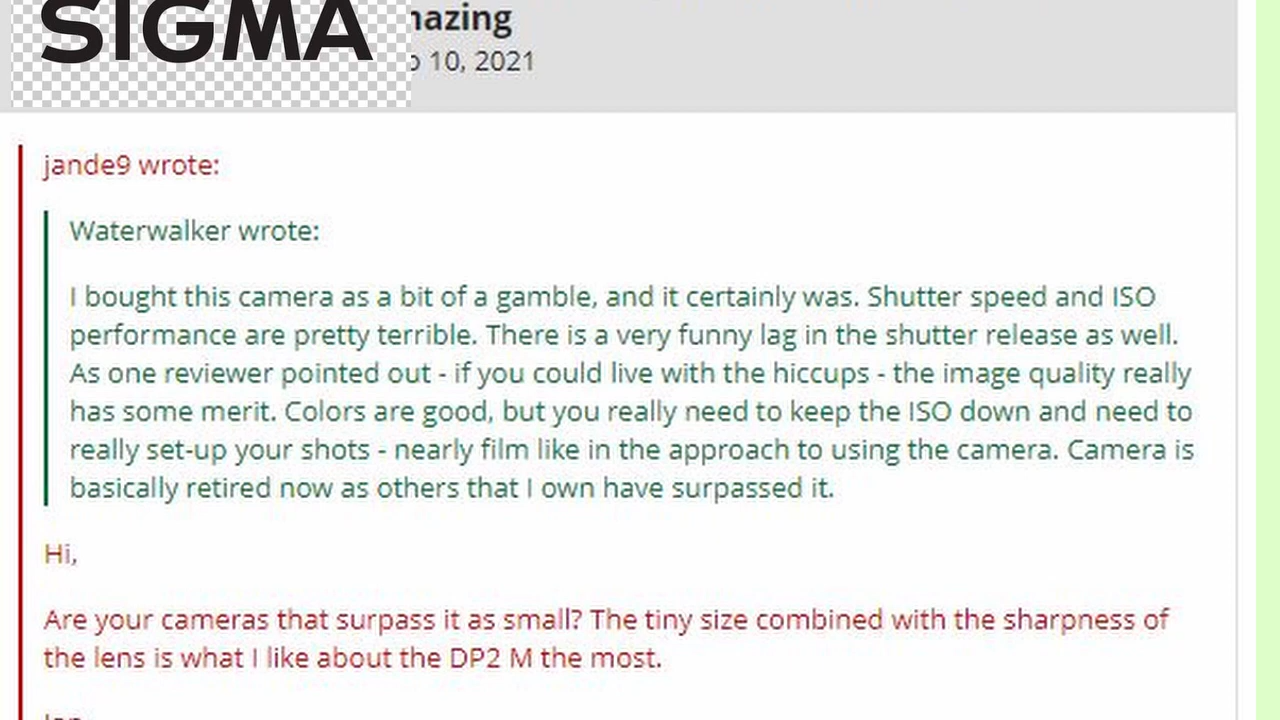 SIGMA
10, 2021
jande9 wrote:
Waterwalker wrote:
I bought this camera as a bit of a gamble, and it certainly was. Shutter speed and ISO
performance are pretty terrible. There is a very funny lag in the shutter release as well.
As one reviewer pointed out - if you could live with the hiccups - the image quality really
has some merit. Colors are good, but you really need to keep the ISO down and need to
really set-up your shots - nearly film like in the approach to using the camera. Camera is
basically retired now as others that I own have surpassed it.
Hi,
Are your cameras that surpass it as small? The tiny size combined with the sharpness of
the lens is what I like about the DP2 M the most.